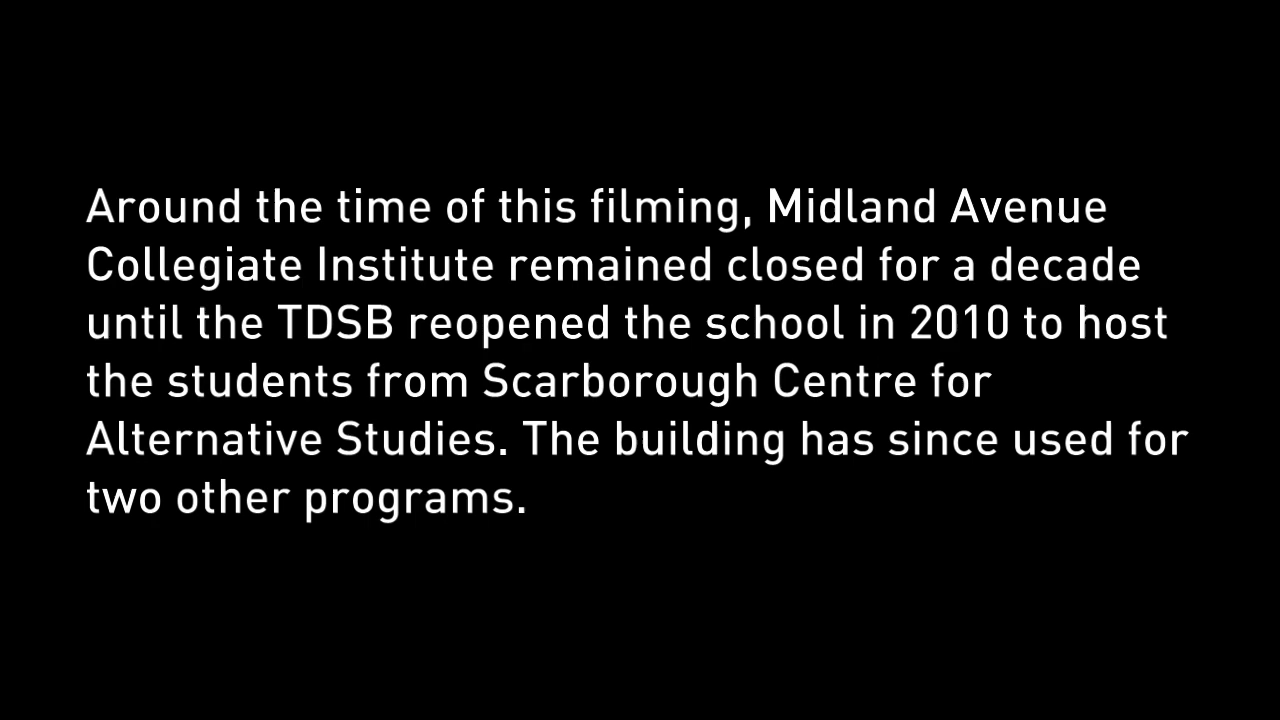 Around the time of this filming, Midland Avenue
Collegiate Institute remained closed for a decade
until the TDSB reopened the school in 2010 to host
the students from Scarborough Centre for
Alternative Studies. The building has since used for
two other programs.